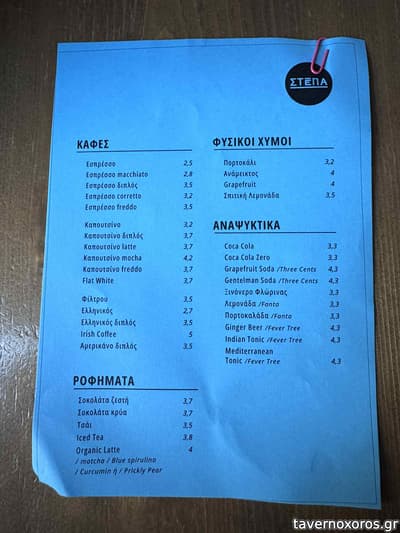 ΣΤΕΠΑ
ΚΑΦΕΣ
Εσπρέσσο 2,5
Εσπρέσσο macchiato 2.8
Εσπρέσσο διπλός 3,5
Εσπρέσσο corretto 3,2
Εσπρέσσο freddo 3,5
Καπουτσίνο 3,2
Καπουτσίνο διπλός 3,7
Καπουτσίνο latte 3,7
Καπουτσίνο mocha 4,2
Καπουτσίνο freddo 3,7
Flat White 3,7
Φίλτρου 3,5
Ελληνικός 2,7
Ελληνικός διπλός 3,5
Irish Coffee 5
Αμερικάνο διπλός 3,5
ΡΟΦΗΜΑΤΑ
Σοκολάτα ζεστή 3,7
Σοκολάτα κρύα 3,7
Τσάι 3,5
Iced Tea 3,8
Organic Latte 4
/ matcha / Blue spirulina
/ Curcumin ή / Prickly Pear
ΦΥΣΙΚΟΙ ΧΥΜΟΙ
Πορτοκάλι 3,2
Ανάμεικτος 4
Grapefruit 4
Σπιτική Λεμονάδα 3,5
ΑΝΑΨΥΚΤΙΚΑ
Coca Cola 3,3
Coca Cola Zero 3,3
Grapefruit Soda /Three Cents 4,3
Gentelman Soda /Three Cents 4,3
Ξινόνερο Φλώρινας 3,3
Λεμονάδα /Fanta 3,3
Πορτοκαλάδα /Fanta 3,3
Ginger Beer /Fever Tree 4,3
Indian Tonic /Fever Tree 4,3
Mediterranean
Tonic /Fever Tree 4,3
tavernoxoros.gr